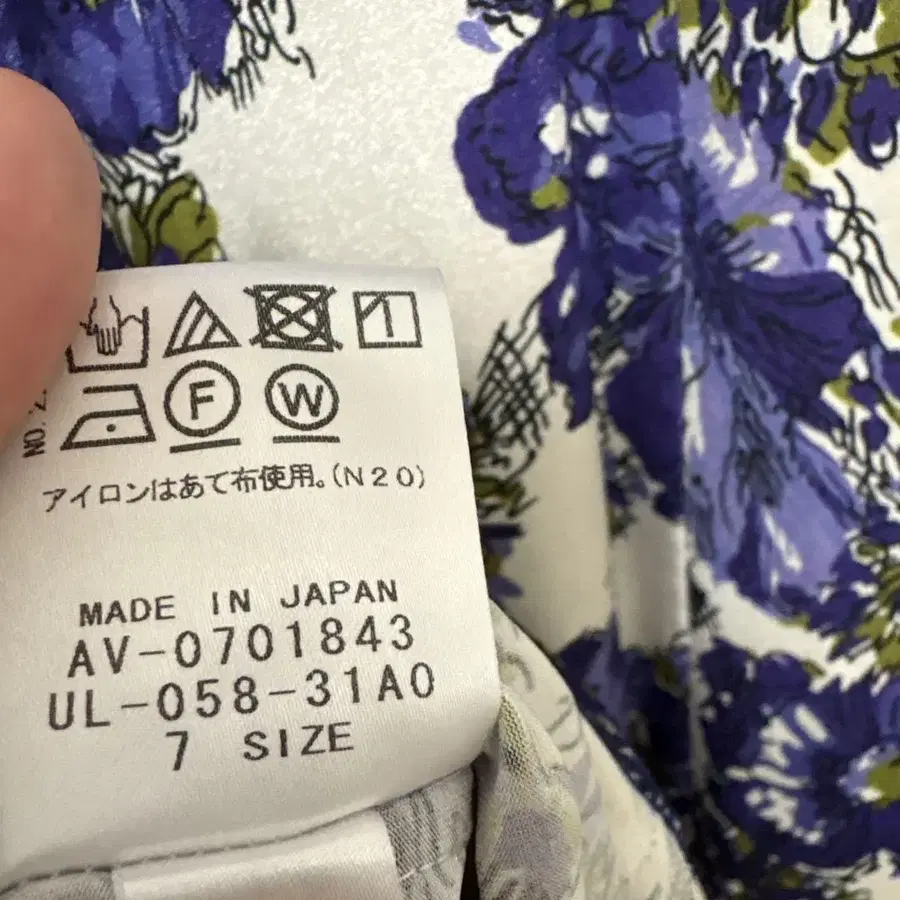 F W
アイロンはあて布使用。(N20)
MADE IN JAPAN
AV-0701843
UL-058-31A0
7 SIZE